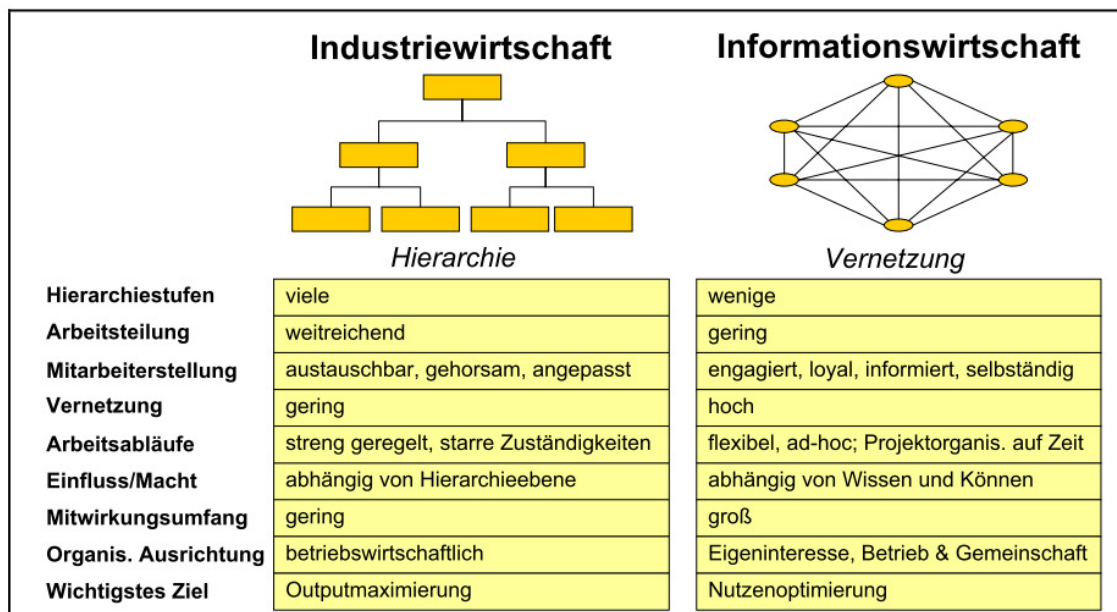 Industriewirtschaft Informationswirtschaft
Hierarchie Vernetzung
Hierarchiestufen viele wenige
Arbeitsteilung weitreichend gering
Mitarbeiterstellung austauschbar, gehorsam, angepasst engagiert, loyal, informiert, selbständig
Vernetzung gering hoch
Arbeitsabläufe streng geregelt, starre Zuständigkeiten flexibel, ad-hoc; Projektorganis. auf Zeit
Einfluss/Macht abhängig von Hierarchieebene abhängig von Wissen und Können
Mitwirkungsumfang gering groß
Organis. Ausrichtung betriebswirtschaftlich Eigeninteresse, Betrieb & Gemeinschaft
Wichtigstes Ziel Outputmaximierung Nutzenoptimierung